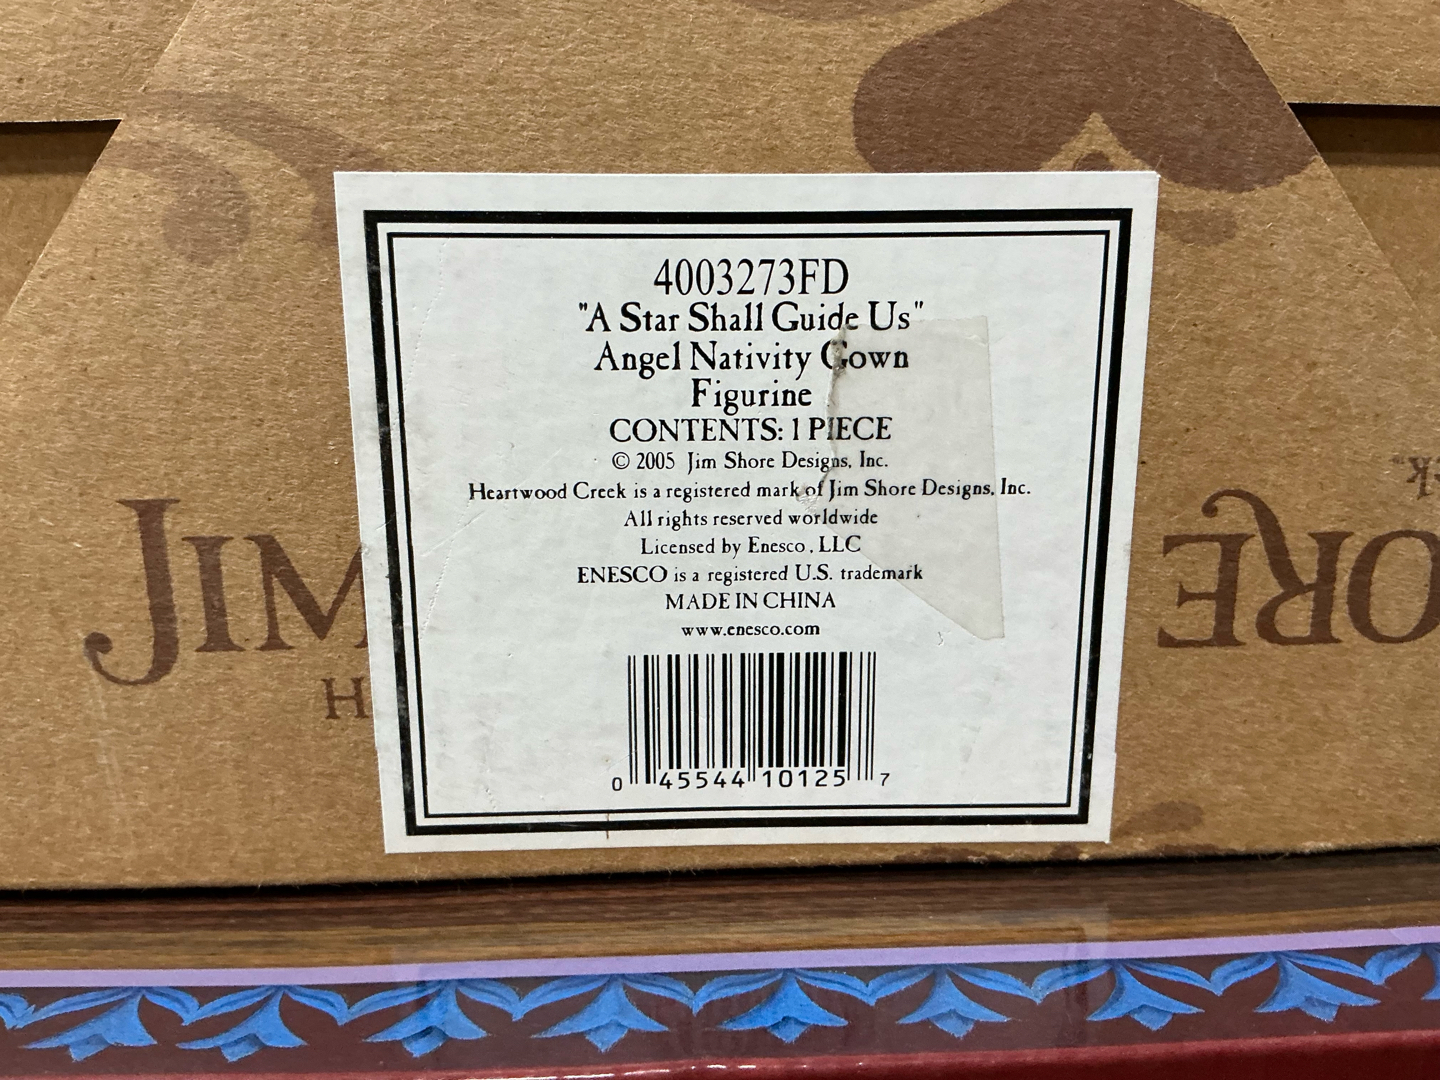 4003273FD
"A Star Shall Guide Us"
Angel Nativity Gown
Figurine
CONTENTS: 1 PIECE
© 2005 Jim Shore Designs, Inc.
Heartwood Creek is a registered mark of Jim Shore Designs, Inc.
All rights reserved worldwide
Licensed by Enesco, LLC
ENESCO is a registered U.S. trademark
MADE IN CHINA
www.enesco.com
0 45544 10125 7
JIM